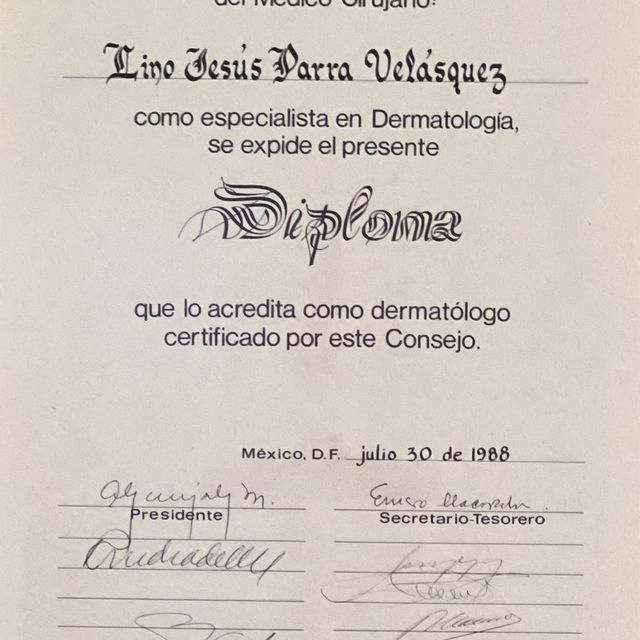 del Médico Cirujano:
Lino Jesús Parra Velásquez
como especialista en Dermatología,
se expide el presente
Diploma
que lo acredita como dermatólogo
certificado por este Consejo.
México, D.F. julio 30 de 1988
Presidente
Secretario-Tesorero